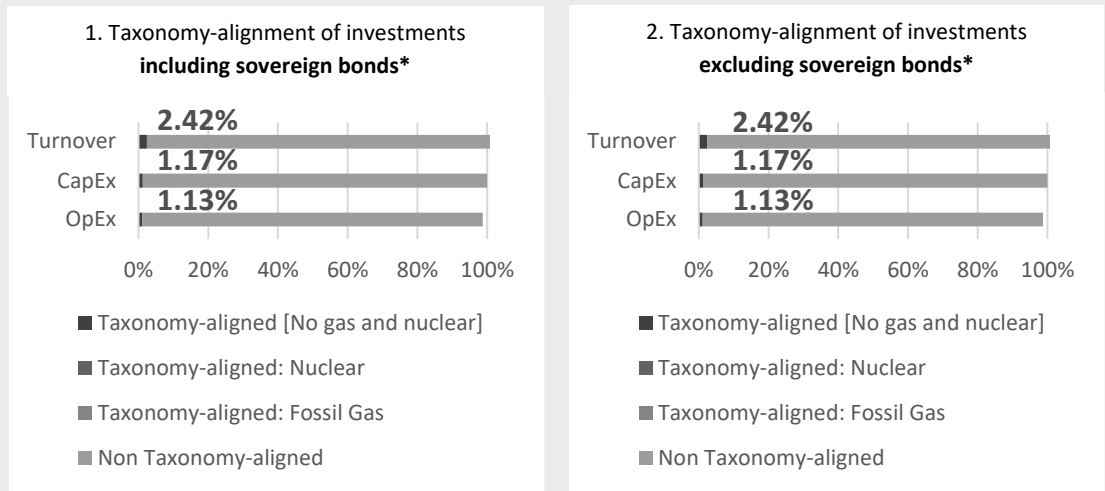 1. Taxonomy-alignment of investments
including sovereign bonds*
2.42%
Turnover
1.17%
CapEx
1.13%
OpEx
0% 20% 40% 60% 80% 100%
Taxonomy-aligned [No gas and nuclear]
Taxonomy-aligned: Nuclear
Taxonomy-aligned: Fossil Gas
Non Taxonomy-aligned
2. Taxonomy-alignment of investments
excluding sovereign bonds*
2.42%
Turnover
1.17%
CapEx
1.13%
OpEx
0% 20% 40% 60% 80% 100%
Taxonomy-aligned [No gas and nuclear]
Taxonomy-aligned: Nuclear
Taxonomy-aligned: Fossil Gas
Non Taxonomy-aligned